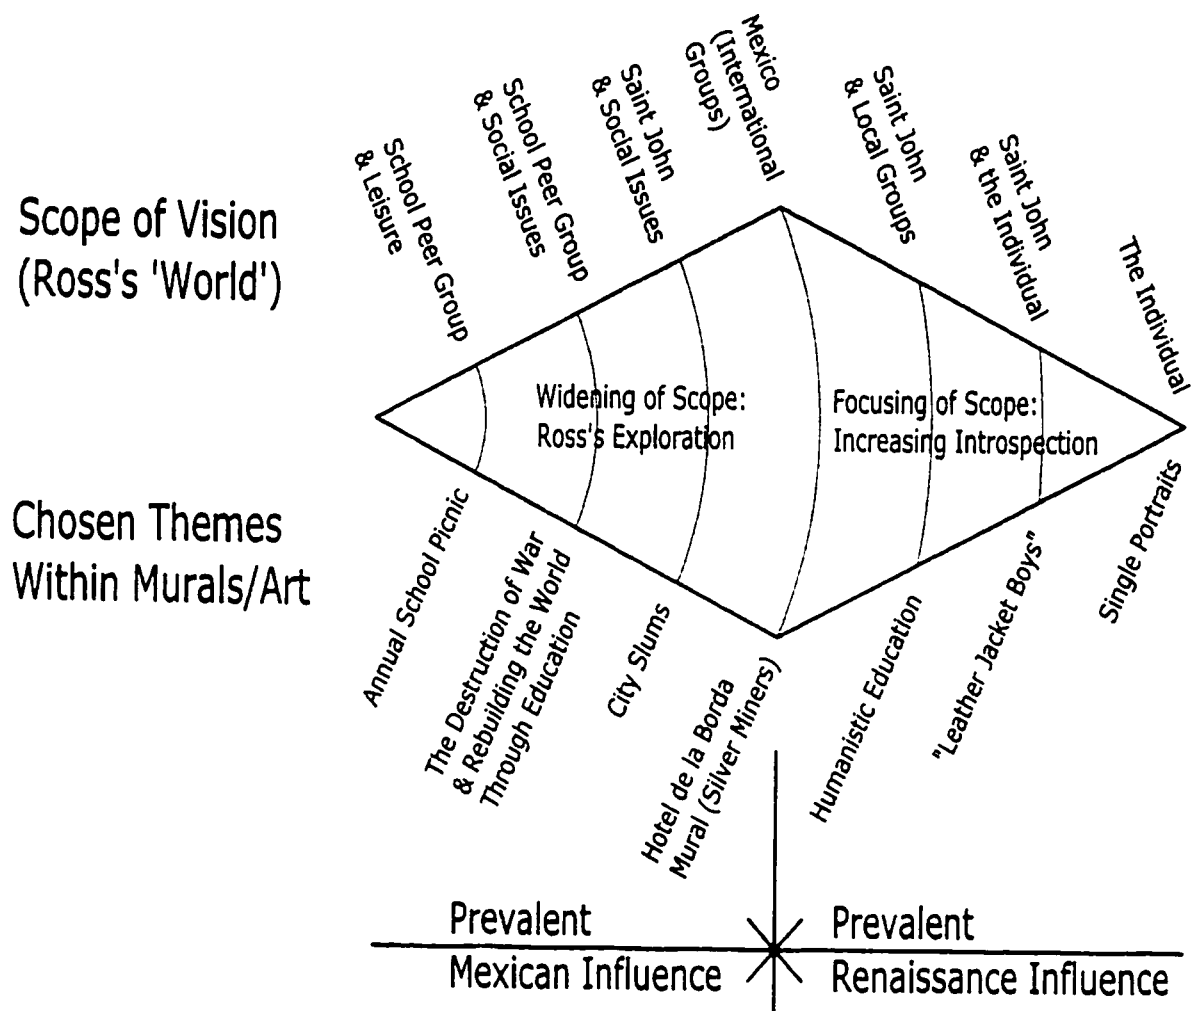 Scope of Vision
(Ross's 'World')
School Peer Group
& Leisure
School Peer Group
& Social Issues
Saint John
& Social Issues
Mexico
(International
Groups)
Saint John
& Local Groups
Saint John
& the Individual
The Individual
Widening of Scope:
Ross's Exploration
Focusing of Scope:
Increasing Introspection
Chosen Themes
Within Murals/Art
Annual School Picnic
The Destruction of War
& Rebuilding the World
Through Education
City Slums
Hotel de la Borda
Mural (Silver Miners)
Humanistic Education
"Leather Jacket Boys"
Single Portraits
Prevalent
Mexican Influence
Prevalent
Renaissance Influence